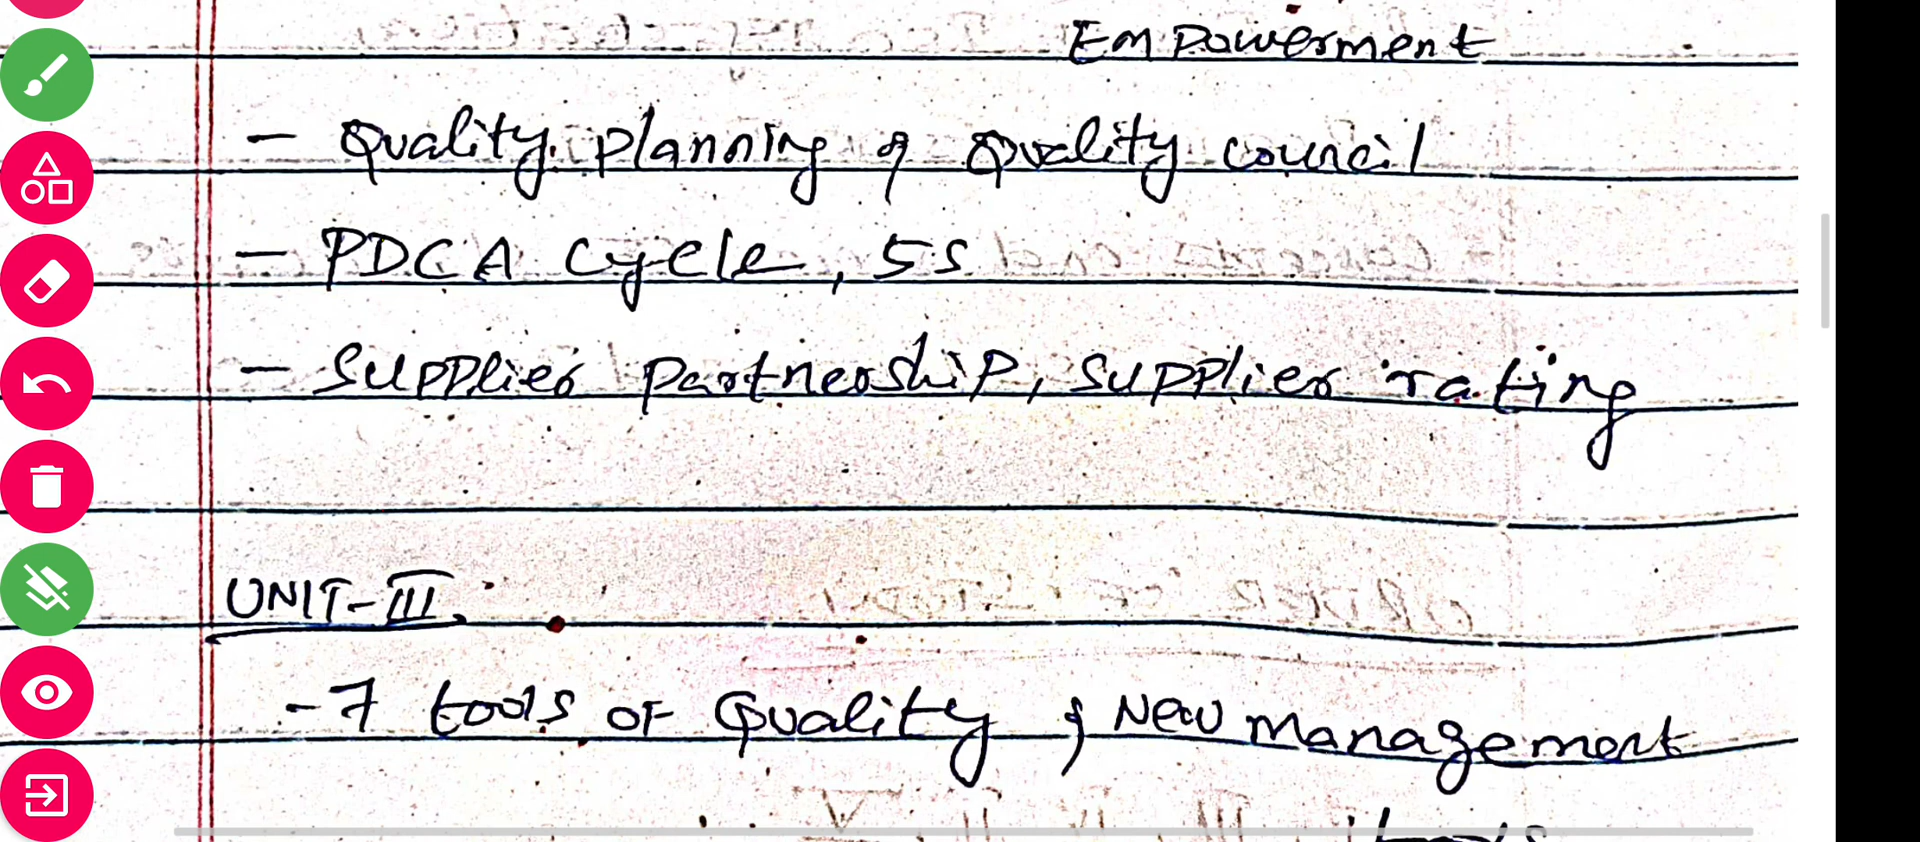 Empowerment
- Quality planning & Quality council
- PDCA Cycle, 5S
- Supplier partnership, supplier rating
UNIT-III
- 7 tools of Quality & New management
tools